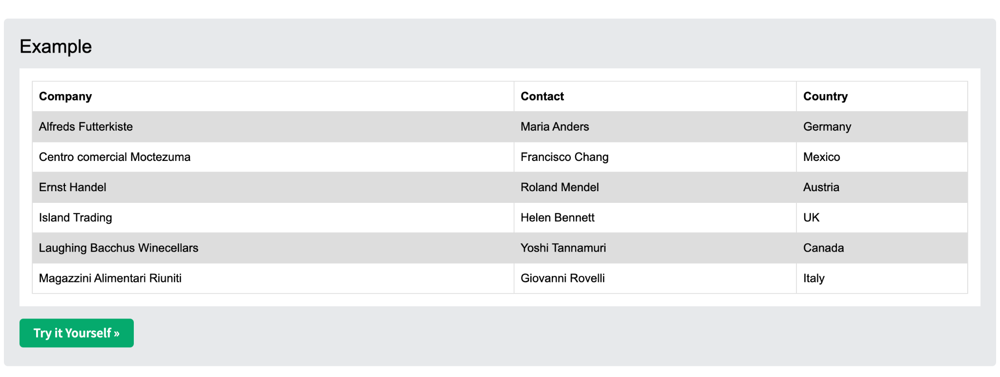 Example
Company Contact Country
Alfreds Futterkiste Maria Anders Germany
Centro comercial Moctezuma Francisco Chang Mexico
Ernst Handel Roland Mendel Austria
Island Trading Helen Bennett UK
Laughing Bacchus Winecellars Yoshi Tannamuri Canada
Magazzini Alimentari Riuniti Giovanni Rovelli Italy
Try it Yourself »